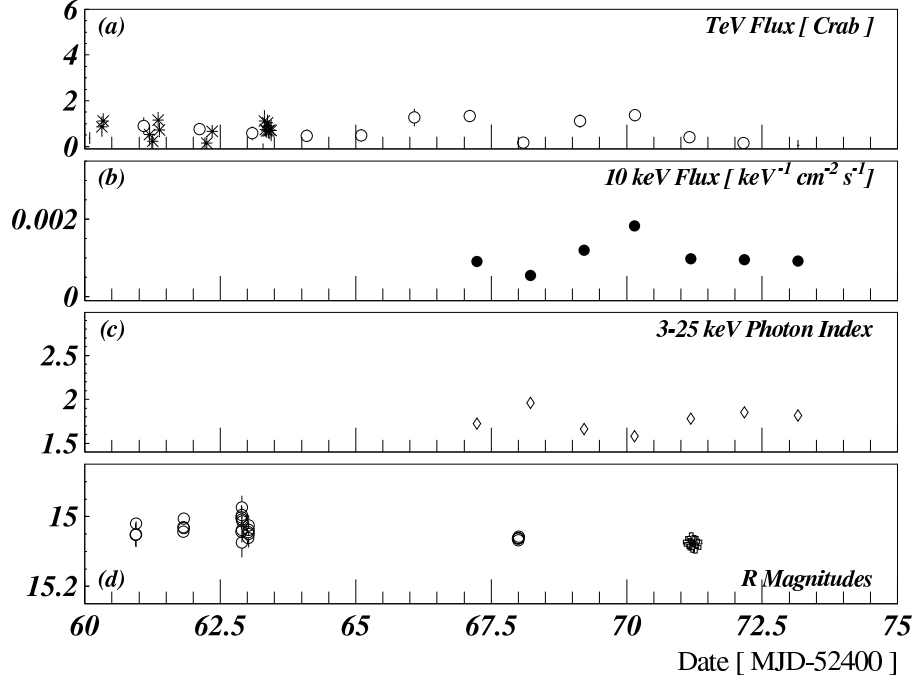 6
(a)
TeV Flux [ Crab ]
4
2
0
(b)
10 keV Flux [ keV⁻¹ cm⁻² s⁻¹]
0.002
0
(c)
3-25 keV Photon Index
2.5
2
1.5
15
15.2
(d)
R Magnitudes
60 62.5 65 67.5 70 72.5 75
Date [ MJD-52400 ]